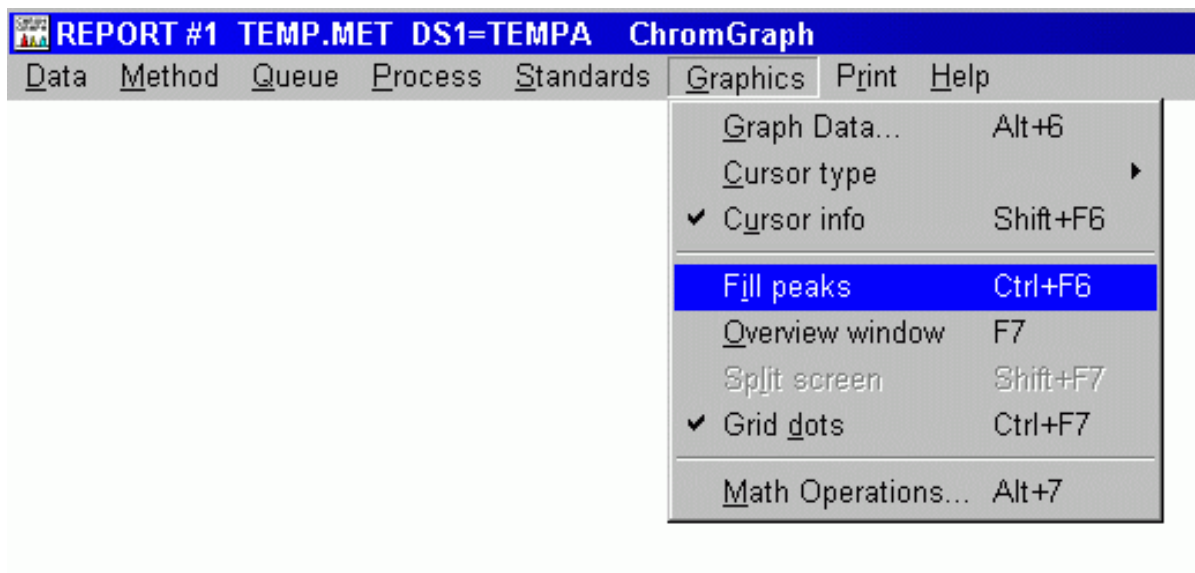 REPORT #1 TEMP.MET DS1=TEMPA ChromGraph
Data Method Queue Process Standards Graphics Print Help
Graph Data... Alt+6
Cursor type
Cursor info Shift+F6
Fill peaks Ctrl+F6
Overview window F7
Split screen Shift+F7
Grid dots Ctrl+F7
Math Operations... Alt+7